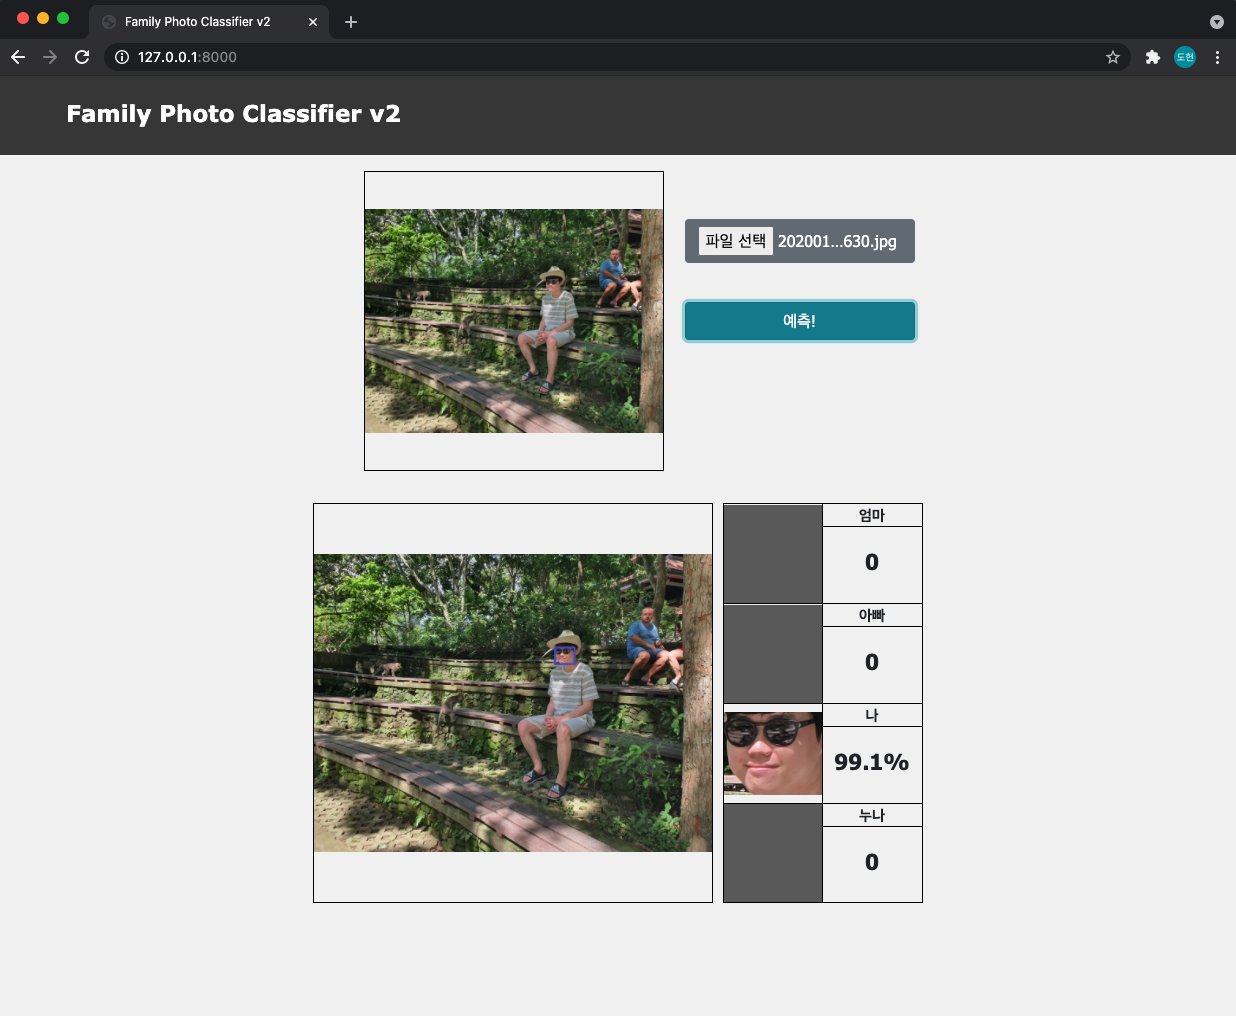 Family Photo Classifier v2
127.0.0.1:8000
도현
Family Photo Classifier v2
파일 선택 202001...630.jpg
예측!
엄마
0
아빠
0
나
99.1%
누나
0